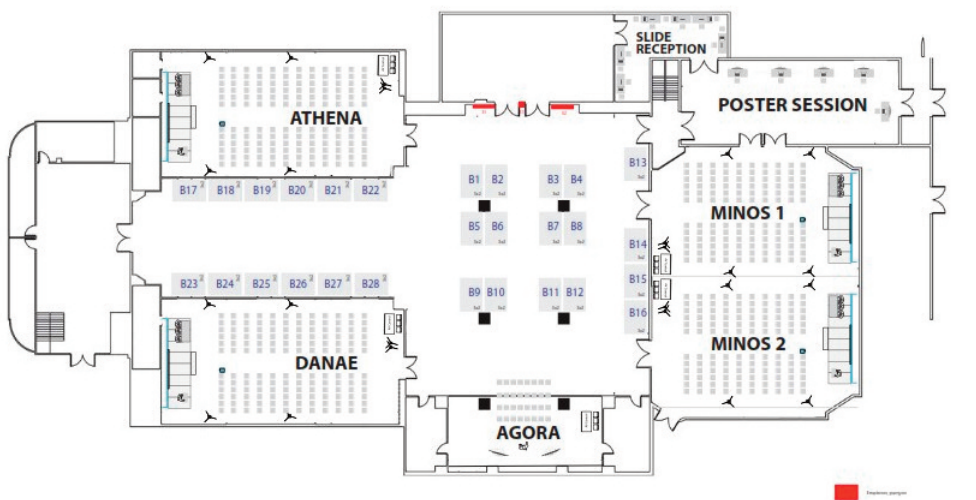 SLIDE
RECEPTION
POSTER SESSION
ATHENA
B17 B18 B19 B20 B21 B22
B1 B2 B3 B4
B13
MINOS 1
B5 B6 B7 B8
B14
B23 B24 B25 B26 B27 B28
B15
B9 B10 B11 B12
B16
MINOS 2
DANAE
AGORA